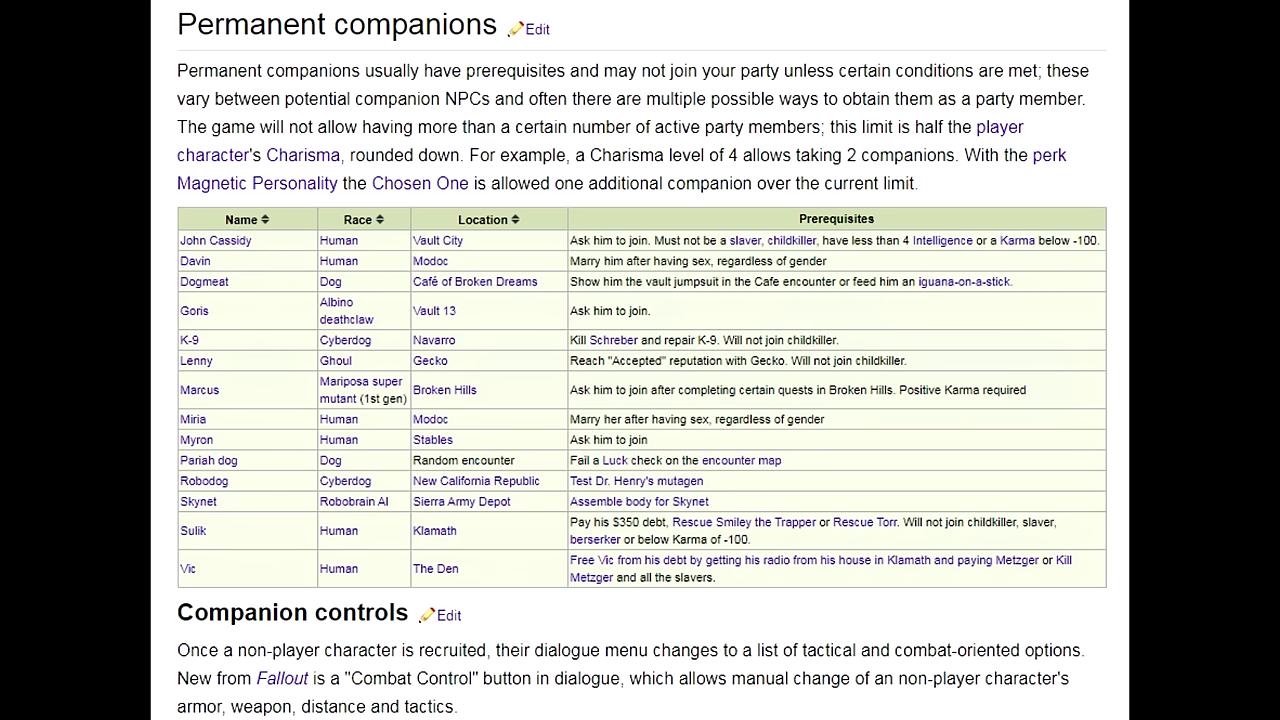 Permanent companions Edit
Permanent companions usually have prerequisites and may not join your party unless certain conditions are met; these
vary between potential companion NPCs and often there are multiple possible ways to obtain them as a party member.
The game will not allow having more than a certain number of active party members; this limit is half the player
character's Charisma, rounded down. For example, a Charisma level of 4 allows taking 2 companions. With the perk
Magnetic Personality the Chosen One is allowed one additional companion over the current limit.
Name Race Location Prerequisites
John Cassidy Human Vault City Ask him to join. Must not be a slaver, childkiller, have less than 4 Intelligence or a Karma below -100.
Davin Human Modoc Marry him after having sex, regardless of gender
Dogmeat Dog Café of Broken Dreams Show him the vault jumpsuit in the Cafe encounter or feed him an iguana-on-a-stick.
Goris Albino deathclaw Vault 13 Ask him to join.
K-9 Cyberdog Navarro Kill Schreber and repair K-9. Will not join childkiller.
Lenny Ghoul Gecko Reach "Accepted" reputation with Gecko. Will not join childkiller.
Marcus Mariposa super mutant (1st gen) Broken Hills Ask him to join after completing certain quests in Broken Hills. Positive Karma required
Miria Human Modoc Marry her after having sex, regardless of gender
Myron Human Stables Ask him to join
Pariah dog Dog Random encounter Fail a Luck check on the encounter map
Robodog Cyberdog New California Republic Test Dr. Henry's mutagen
Skynet Robobrain AI Sierra Army Depot Assemble body for Skynet
Sulik Human Klamath Pay his $350 debt, Rescue Smiley the Trapper or Rescue Torr. Will not join childkiller, slaver,
berserker or below Karma of -100.
Vic Human The Den Free Vic from his debt by getting his radio from his house in Klamath and paying Metzger or Kill
Metzger and all the slavers.
Companion controls Edit
Once a non-player character is recruited, their dialogue menu changes to a list of tactical and combat-oriented options.
New from Fallout is a "Combat Control" button in dialogue, which allows manual change of an non-player character's
armor, weapon, distance and tactics.